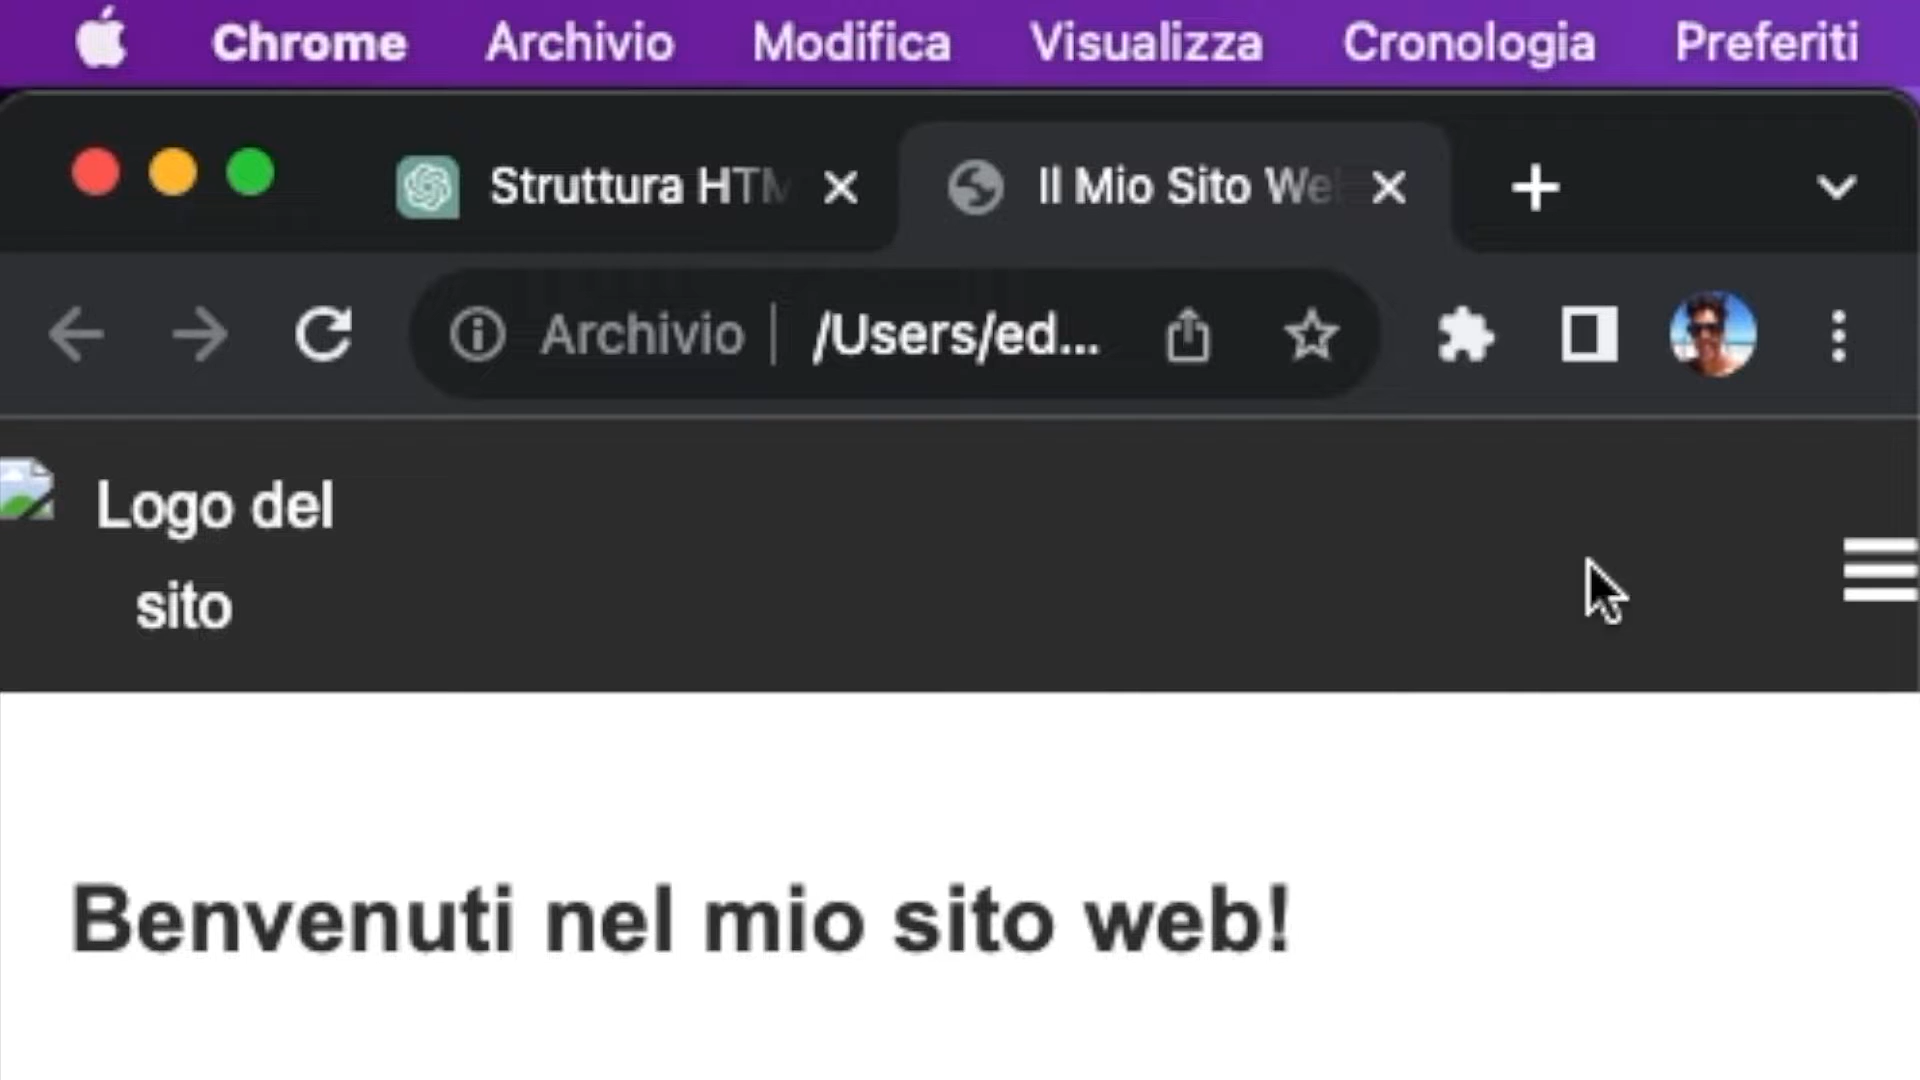 Chrome Archivio Modifica Visualizza Cronologia Preferiti
Struttura HTM Il Mio Sito We
Archivio /Users/ed...
Logo del
sito
Benvenuti nel mio sito web!